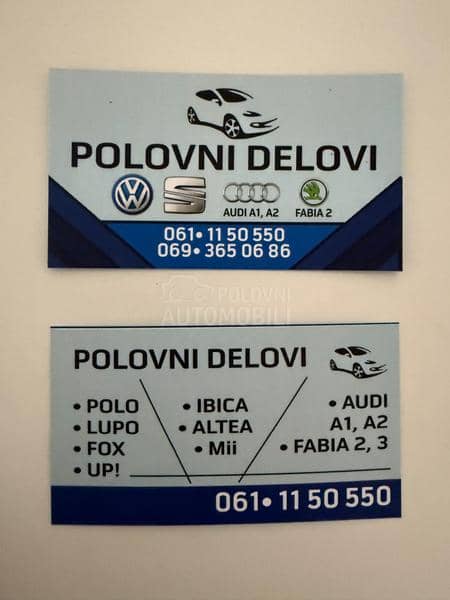 POLOVNI DELOVI
AUDI A1, A2
FABIA 2
061• 11 50 550
069• 365 06 86
POLOVNI
AUTOMOBILI
POLOVNI DELOVI
• POLO
• LUPO
• FOX
• UP!
• IBICA
• ALTEA
• Mii
• AUDI
A1, A2
• FABIA 2, 3
061• 11 50 550